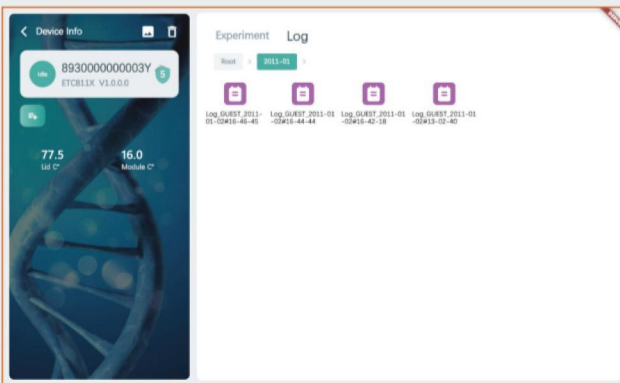 Device Info
Idle
8930000000003Y
5
ETC811X V1.0.0.0
77.5
Lid C°
16.0
Module C°
Experiment Log
Root > 2011-01 >
Log_GUEST_2011-
01-02#16-46-45
Log_GUEST_2011-01
-02#16-44-44
Log_GUEST_2011-01
-02#16-42-18
Log_GUEST_2011-01
-02#13-02-40